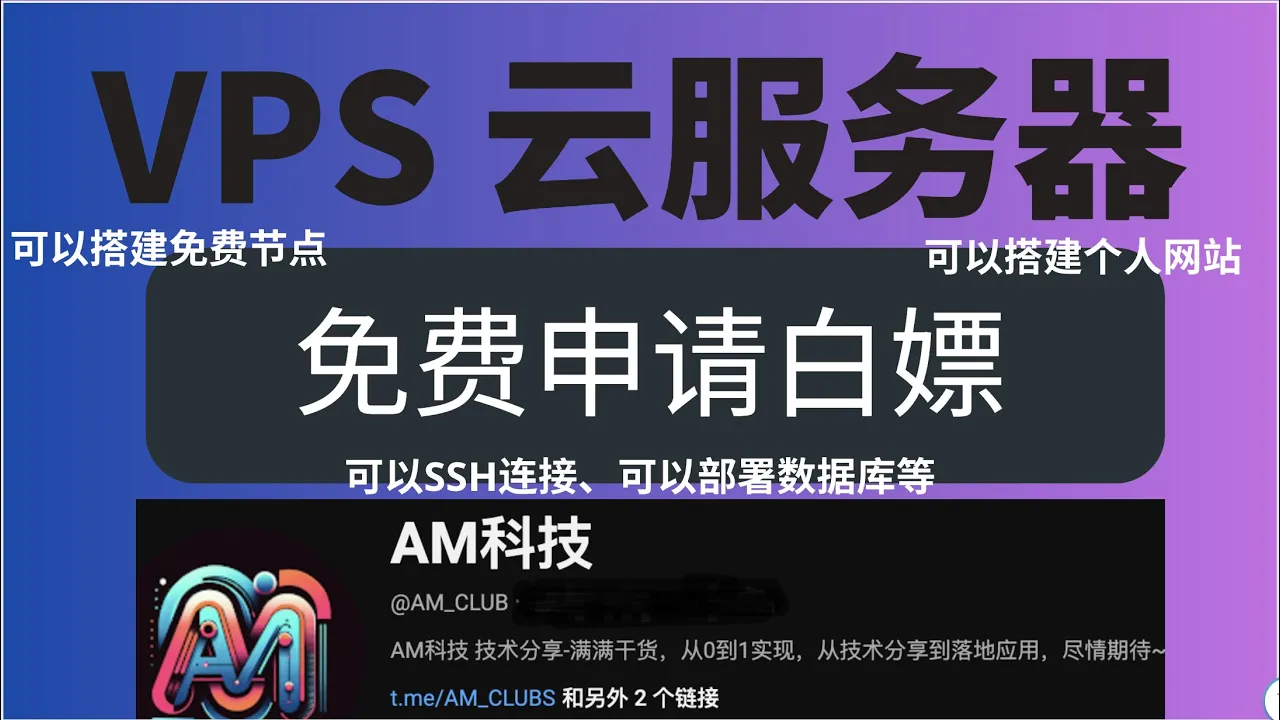 VPS 云服务器
可以搭建免费节点
可以搭建个人网站
免费申请白嫖
可以SSH连接、可以部署数据库等
AM科技
@AM_CLUB ·
AM科技 技术分享-满满干货，从0到1实现，从技术分享到落地应用，尽情期待~
t.me/AM_CLUBS 和另外 2 个链接